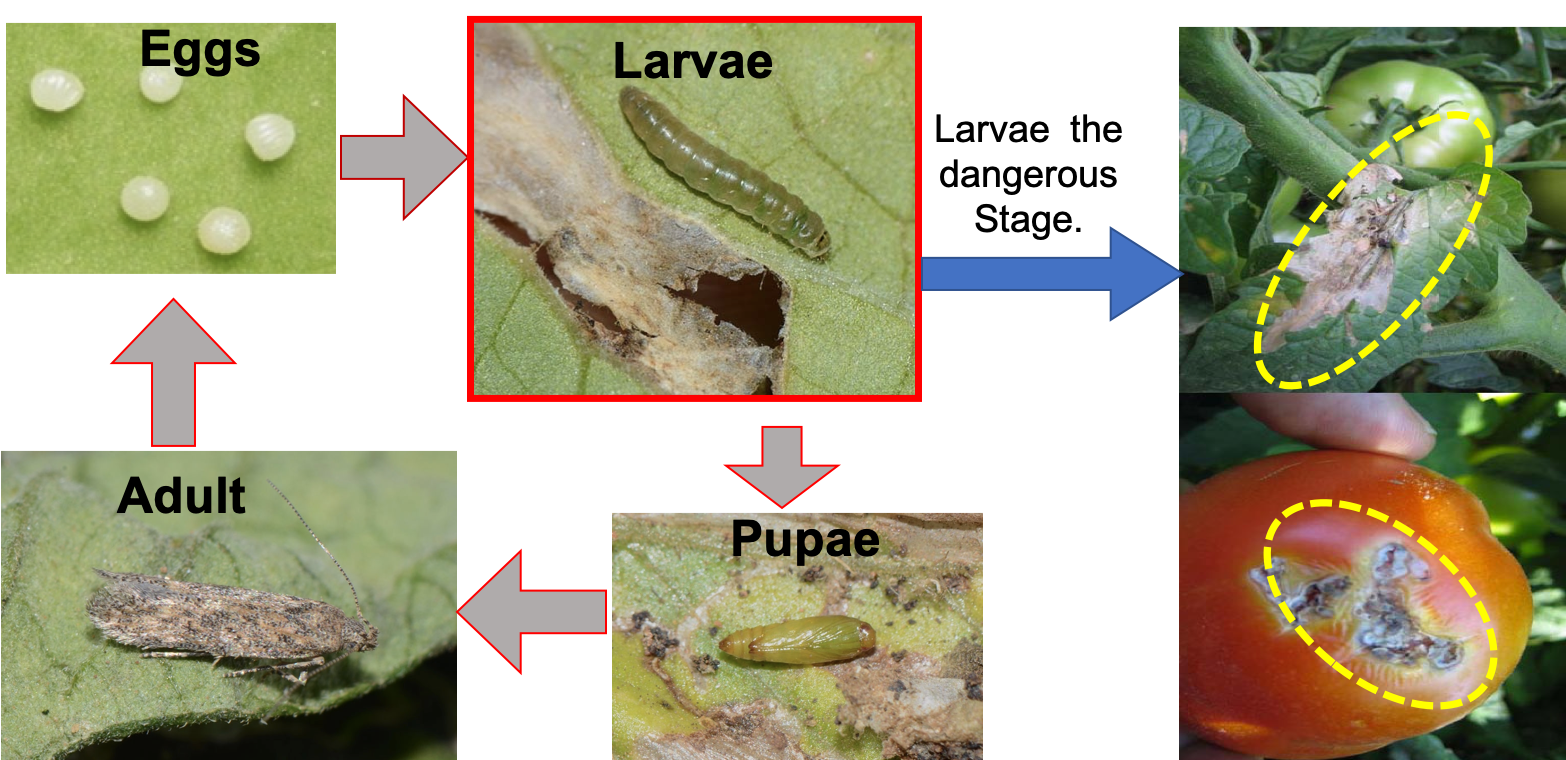 Eggs
Larvae
Larvae the
dangerous
Stage.
Adult
Pupae